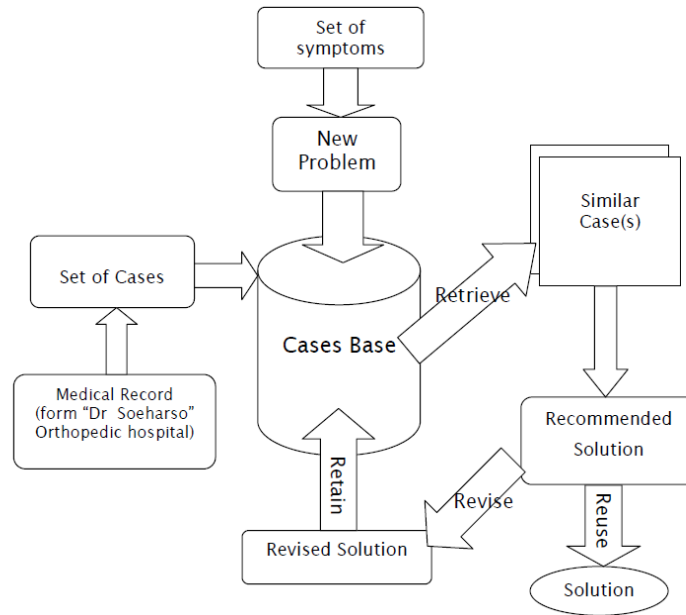 Set of
symptoms
New
Problem
Similar
Case(s)
Set of Cases
Retrieve
Cases Base
Medical Record
(form "Dr Soeharso"
Orthopedic hospital)
Recommended
Solution
Retain
Revise
Reuse
Revised Solution
Solution